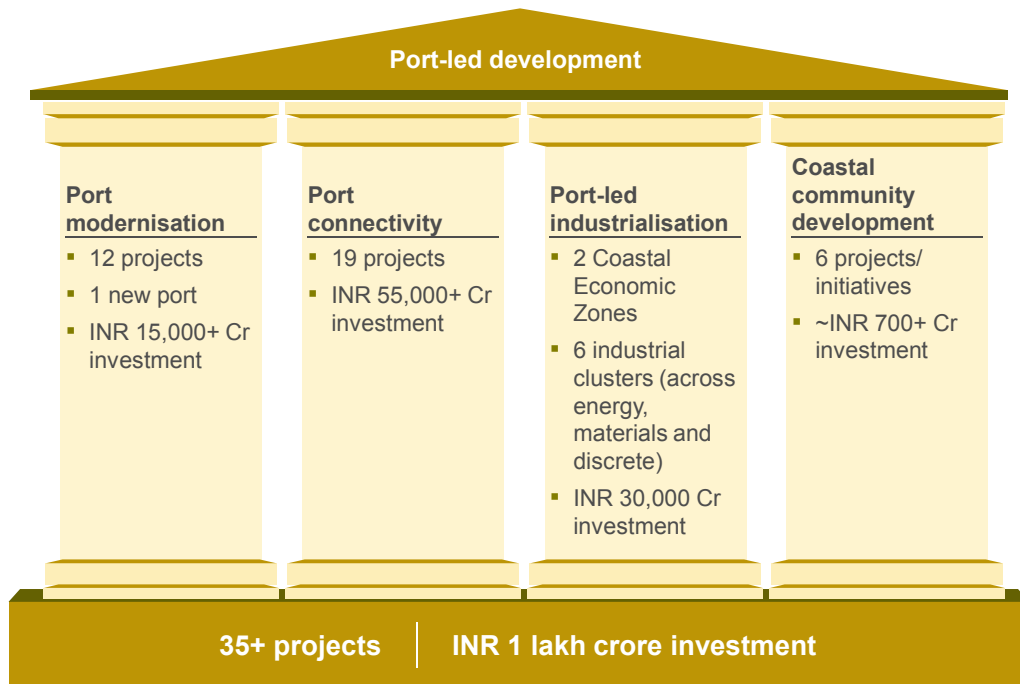 Port-led development
Port
modernisation
▪ 12 projects
▪ 1 new port
▪ INR 15,000+ Cr
investment
Port
connectivity
▪ 19 projects
▪ INR 55,000+ Cr
investment
Port-led
industrialisation
▪ 2 Coastal
Economic
Zones
▪ 6 industrial
clusters (across
energy,
materials and
discrete)
▪ INR 30,000 Cr
investment
Coastal
community
development
▪ 6 projects/
initiatives
▪ ~INR 700+ Cr
investment
35+ projects
INR 1 lakh crore investment